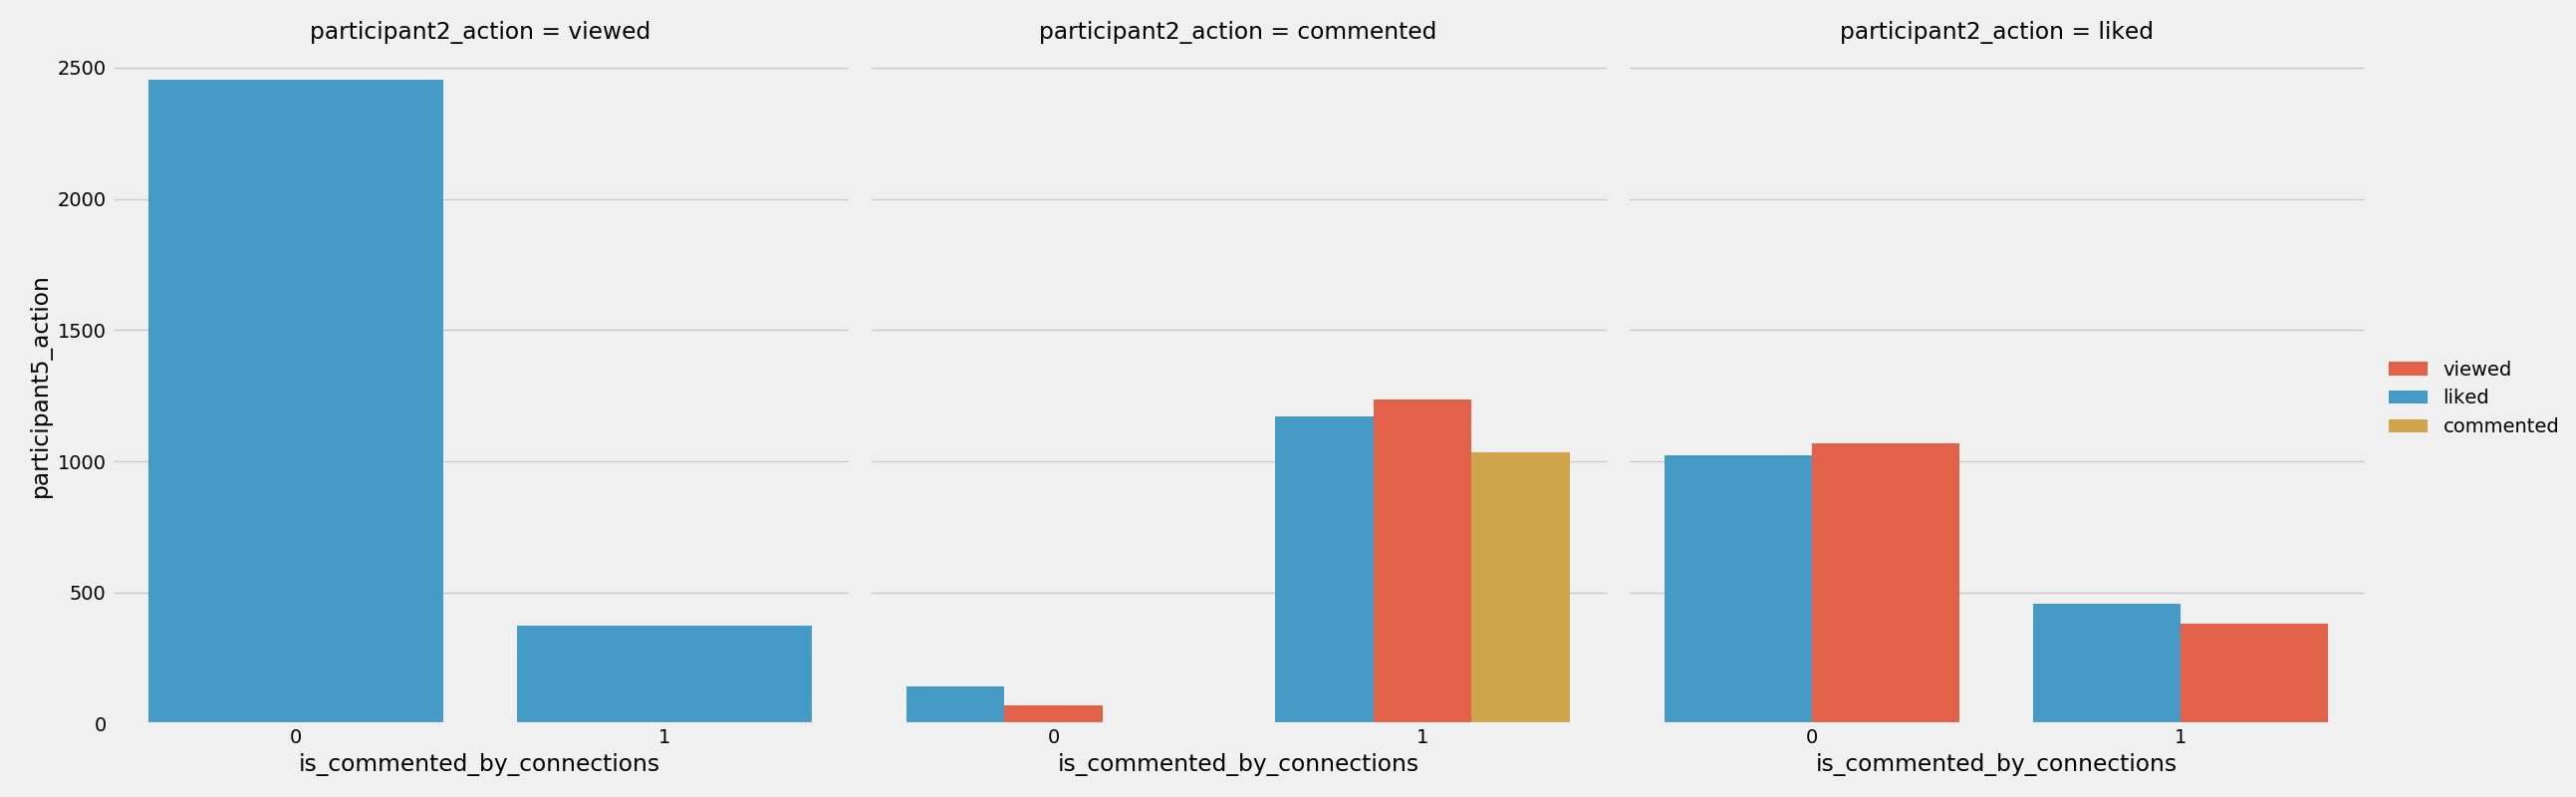 participant2_action = viewed
participant2_action = commented
participant2_action = liked
participant5_action
2500
2000
1500
1000
500
0
0
1
0
1
0
1
is_commented_by_connections
is_commented_by_connections
is_commented_by_connections
viewed
liked
commented